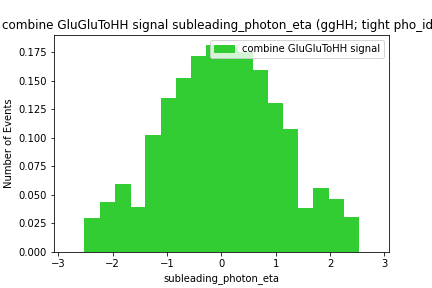 combine GluGluToHH signal subleading_photon_eta (ggHH; tight pho_id
combine GluGluToHH signal
Number of Events
0.175
0.150
0.125
0.100
0.075
0.050
0.025
0.000
−3 −2 −1 0 1 2 3
subleading_photon_eta